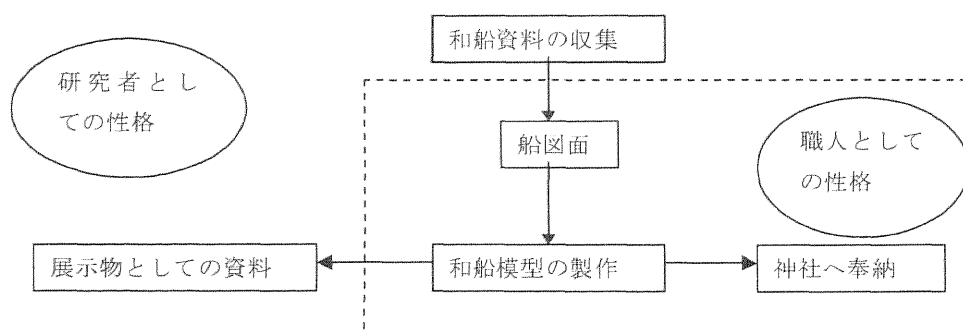 和船資料の収集
研究者とし
ての性格
船図面
職人として
の性格
展示物としての資料
和船模型の製作
神社へ奉納